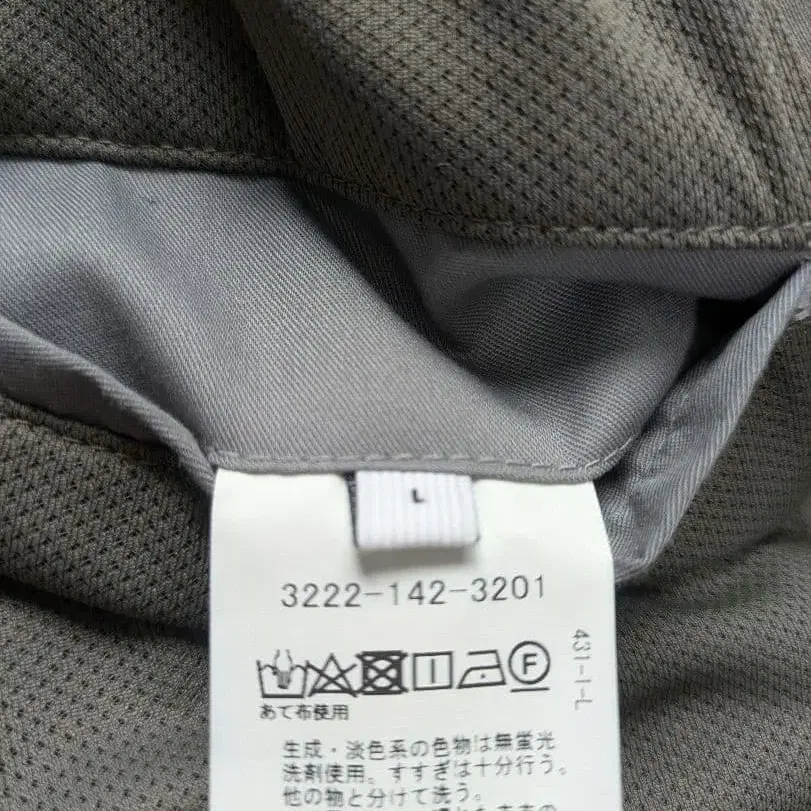 L
3222-142-3201
F
431-1-L
あて布使用
生成・淡色系の色物は無蛍光
洗剤使用。すすぎは十分行う。
他の物と分けて洗う。